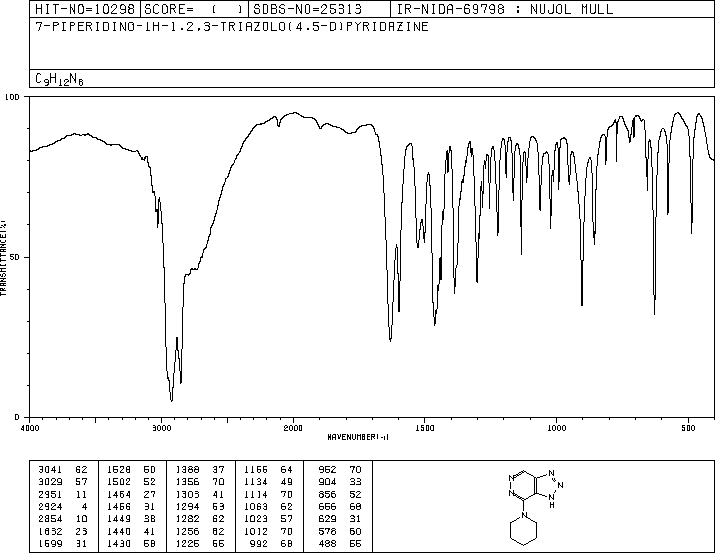 HIT-NO=10298 SCORE= ( ) SDBS-NO=25313 IR-NIDA-69798 : NUJOL MULL
7-PIPERIDINO-1H-1,2,3-TRIAZOLO(4,5-D)PYRIDAZINE
C9H12N6
100
50
0
TRANSMITTANCE(%)
4000 3000 2000 1500 1000 500
WAVENUMBER(-1)
3041 62 1528 50 1388 37 1166 64 952 70
3029 57 1502 52 1356 70 1134 49 904 33
2951 11 1464 27 1303 41 1114 70 856 52
2924 4 1456 31 1294 53 1063 62 656 68
2854 10 1449 38 1282 62 1023 57 629 31
1632 23 1440 41 1256 62 1012 70 578 60
1599 31 1430 58 1225 55 992 68 488 55
N N N N N H
N